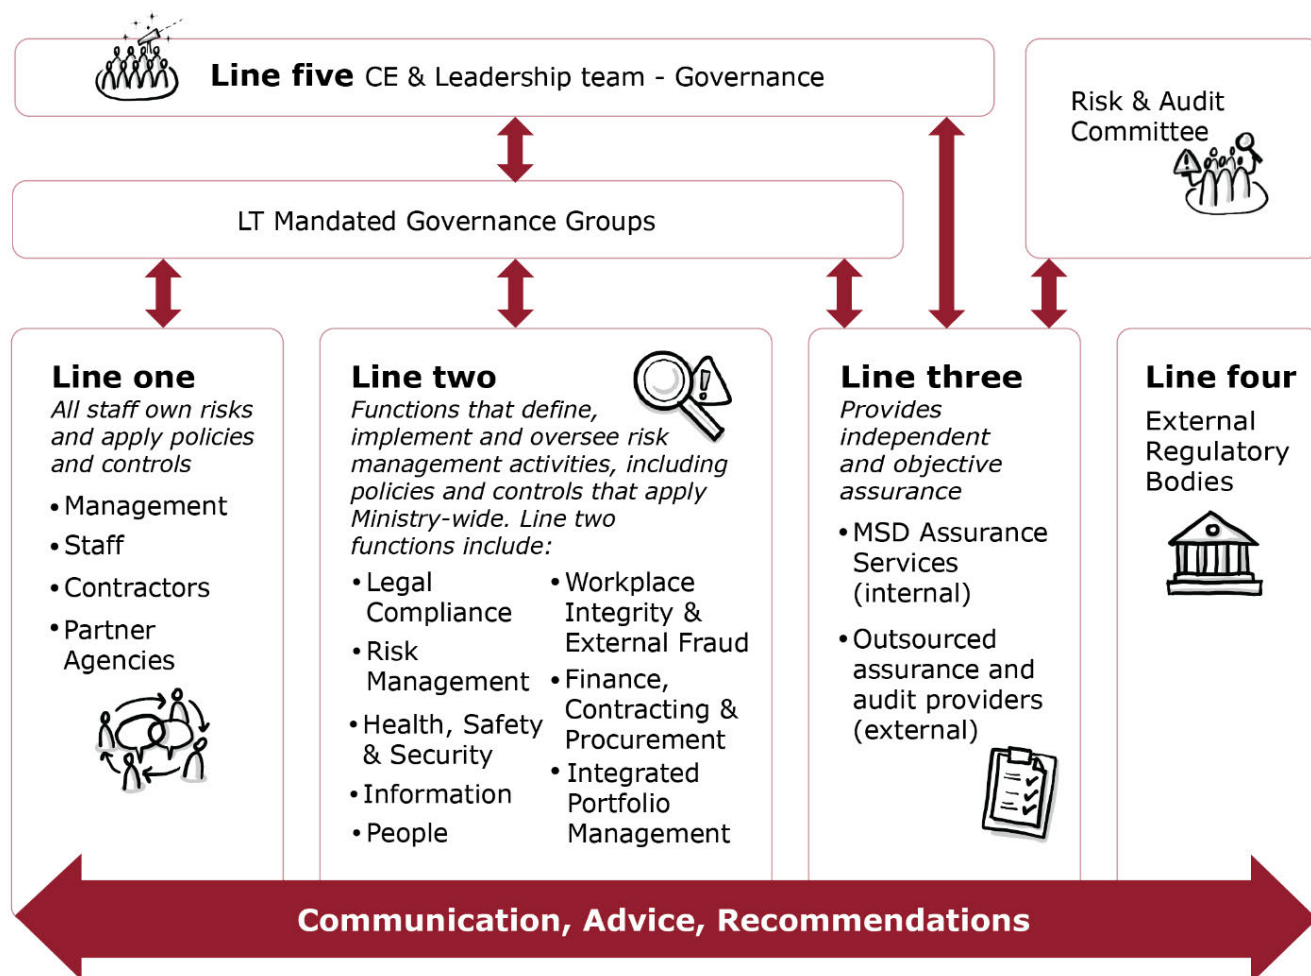 Line five CE & Leadership team - Governance
Risk & Audit
Committee
LT Mandated Governance Groups
Line one
All staff own risks
and apply policies
and controls
• Management
• Staff
• Contractors
• Partner
Agencies
Line two
Functions that define,
implement and oversee risk
management activities, including
policies and controls that apply
Ministry-wide. Line two
functions include:
• Legal
Compliance
• Risk
Management
• Health, Safety
& Security
• Information
• People
• Workplace
Integrity &
External Fraud
• Finance,
Contracting &
Procurement
• Integrated
Portfolio
Management
Line three
Provides
independent
and objective
assurance
• MSD Assurance
Services
(internal)
• Outsourced
assurance and
audit providers
(external)
Line four
External
Regulatory
Bodies
Communication, Advice, Recommendations